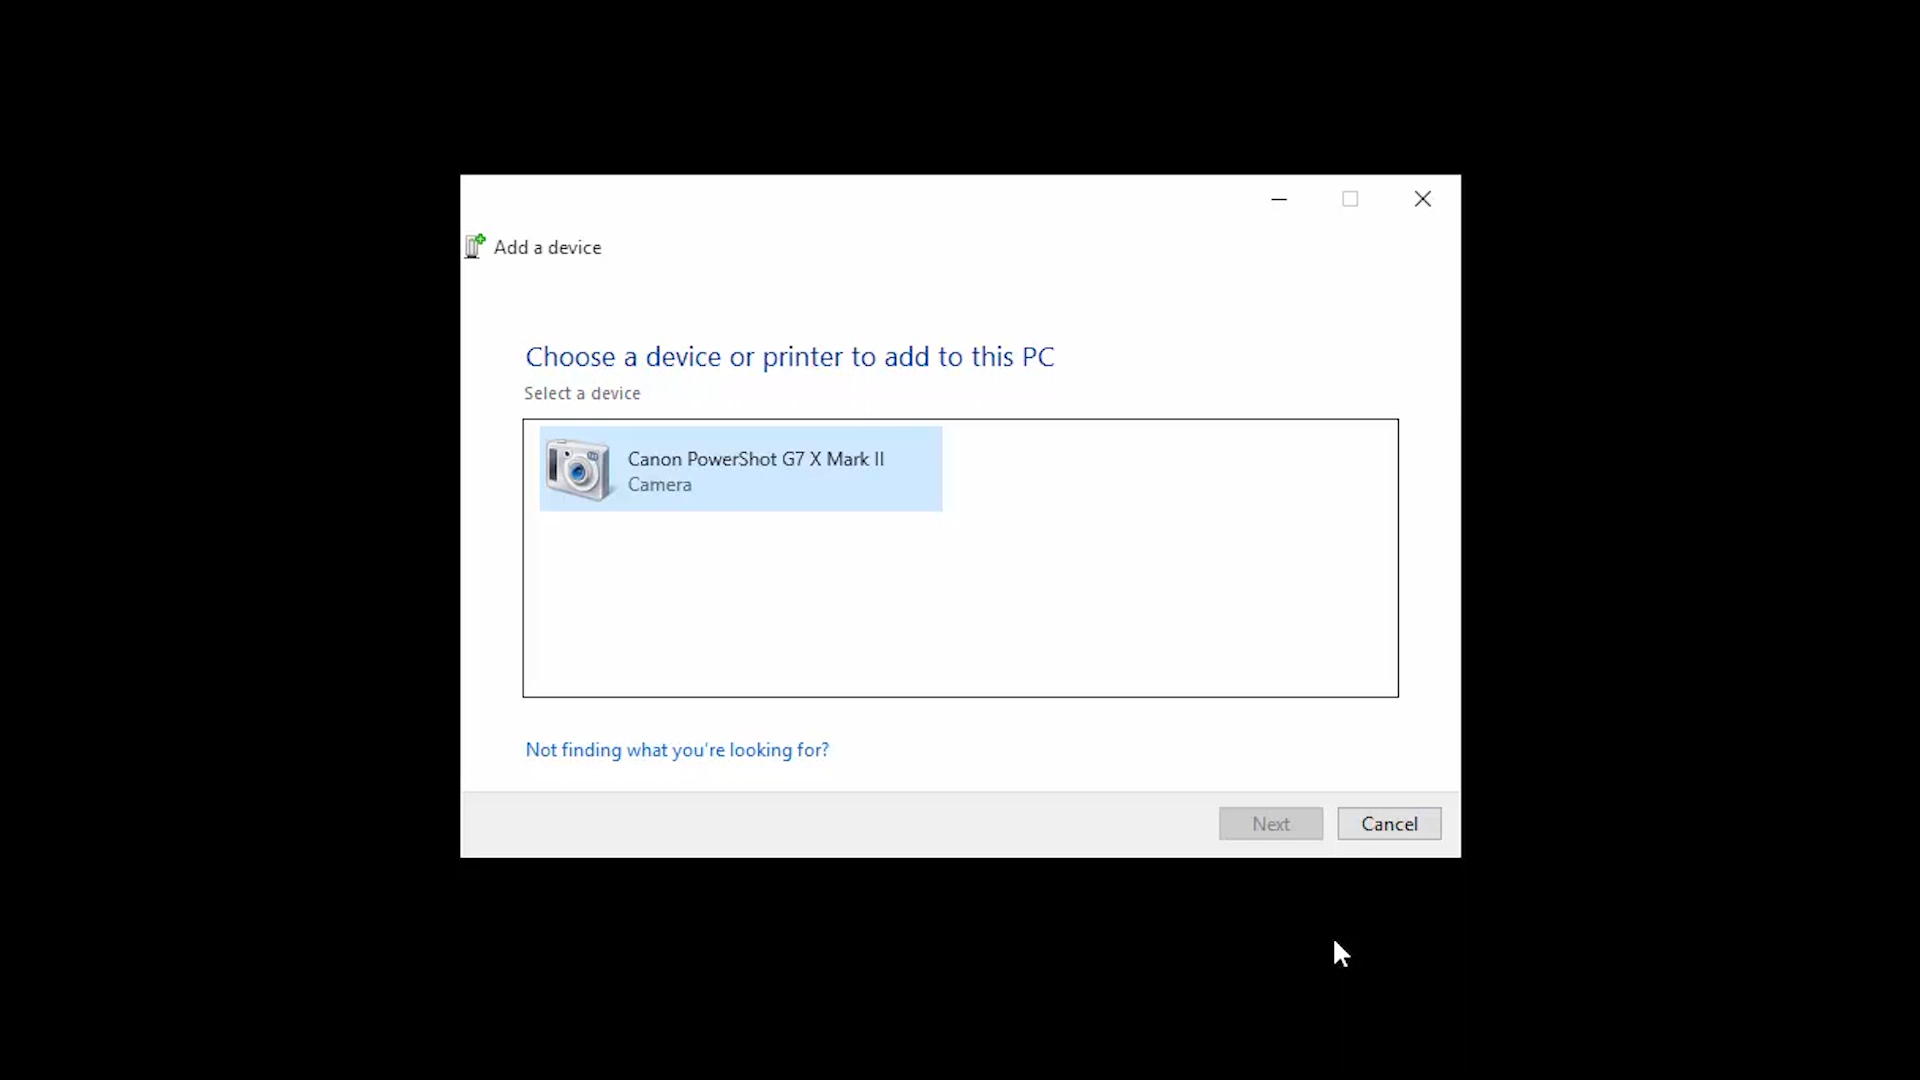 Add a device
Choose a device or printer to add to this PC
Select a device
Canon PowerShot G7 X Mark II
Camera
Not finding what you're looking for?
Next
Cancel